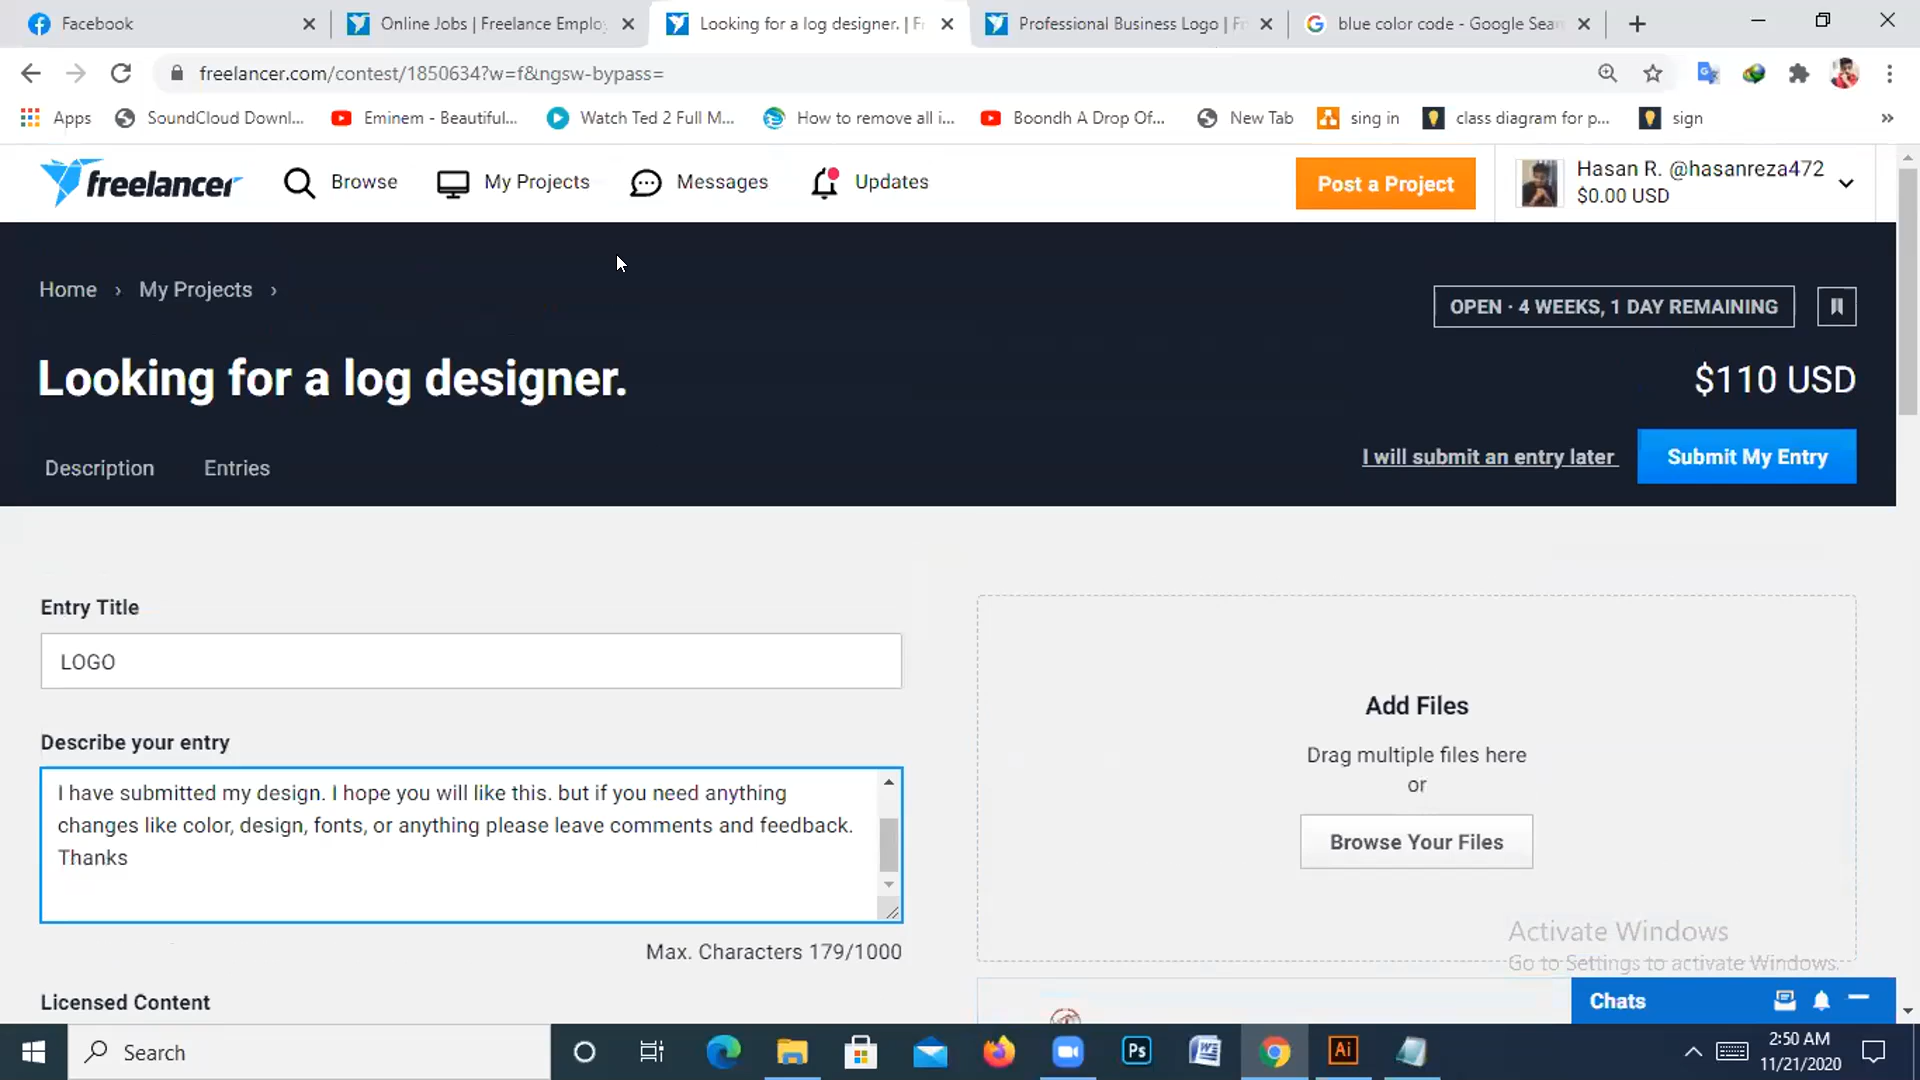 Facebook
Online Jobs | Freelance Emplo
Looking for a log designer. | F
Professional Business Logo | F
blue color code - Google Sear
freelancer.com/contest/1850634?w=f&ngsw-bypass=
Apps
SoundCloud Downl...
Eminem - Beautiful...
Watch Ted 2 Full M...
How to remove all i...
Boondh A Drop Of...
New Tab
sing in
class diagram for p...
sign
»
freelancer
Browse
My Projects
Messages
Updates
Post a Project
Hasan R. @hasanreza472
$0.00 USD
Home › My Projects ›
OPEN · 4 WEEKS, 1 DAY REMAINING
Looking for a log designer.
$110 USD
Description
Entries
I will submit an entry later
Submit My Entry
Entry Title
LOGO
Describe your entry
I have submitted my design. I hope you will like this. but if you need anything
changes like color, design, fonts, or anything please leave comments and feedback.
Thanks
Max. Characters 179/1000
Licensed Content
Add Files
Drag multiple files here
or
Browse Your Files
Activate Windows
Go to Settings to activate Windows.
Chats
Search
Ps
Ai
2:50 AM
11/21/2020